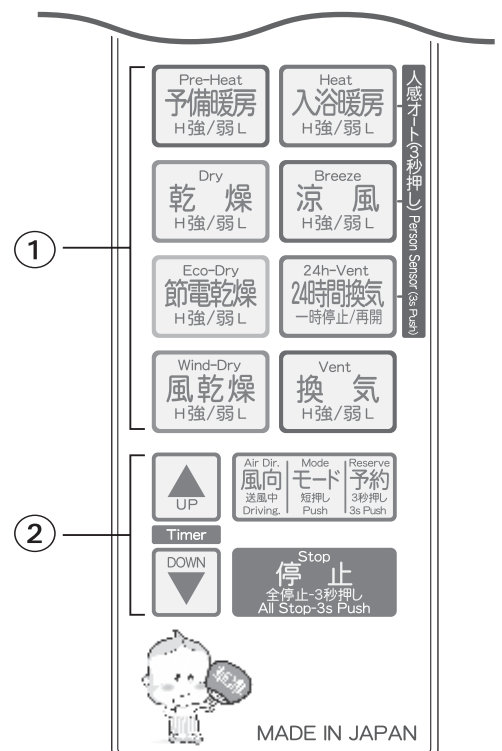 Pre-Heat
予備暖房
H強/弱L
Heat
入浴暖房
H強/弱L
人感オート(3秒押し) Person Sensor (3s Push)
Dry
乾 燥
H強/弱L
Breeze
涼 風
H強/弱L
1
Eco-Dry
節電乾燥
H強/弱L
24h-Vent
24時間換気
一時停止/再開
Wind-Dry
風乾燥
H強/弱L
Vent
換 気
H強/弱L
UP
Air Dir.
風向
送風中
Driving.
Mode
モード
短押し
Push
Reserve
予約
3秒押し
3s Push
2
Timer
DOWN
Stop
停 止
全停止-3秒押し
All Stop-3s Push
MADE IN JAPAN